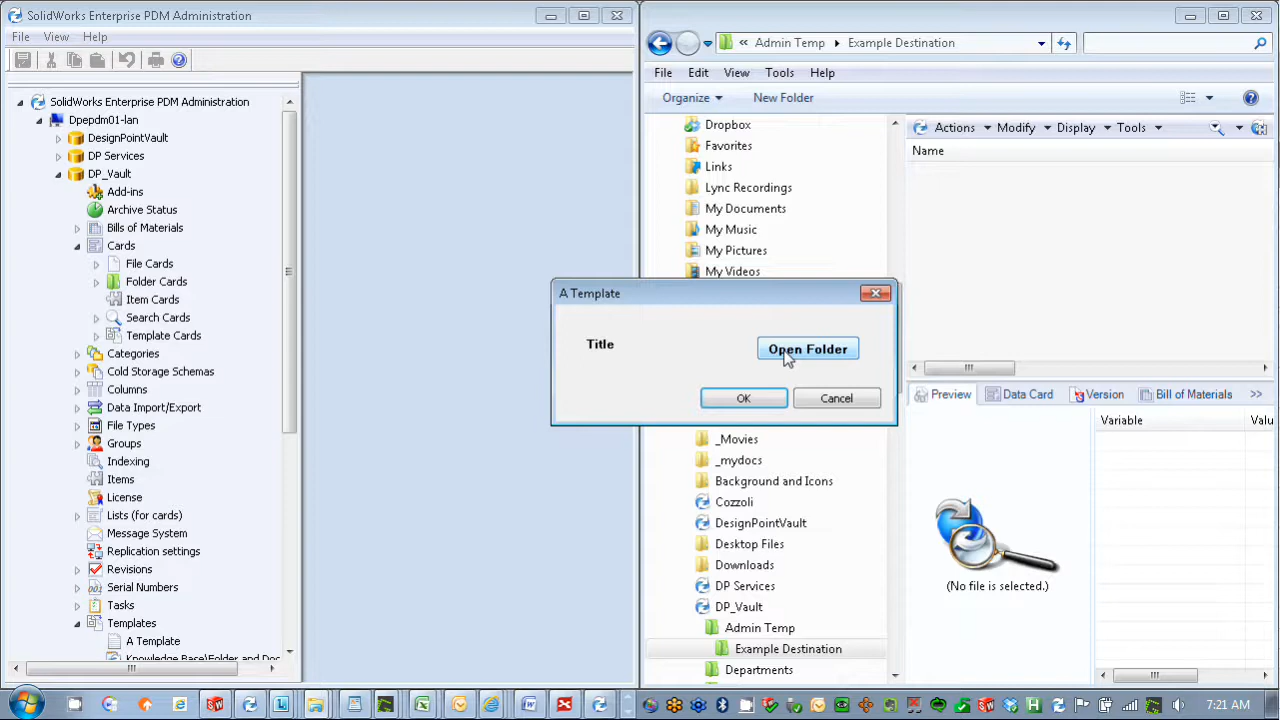 SolidWorks Enterprise PDM Administration
File View Help
SolidWorks Enterprise PDM Administration
Dpepdm01-lan
DesignPointVault
DP Services
DP_Vault
Add-ins
Archive Status
Bills of Materials
Cards
File Cards
Folder Cards
Item Cards
Search Cards
Template Cards
Categories
Cold Storage Schemas
Columns
Data Import/Export
File Types
Groups
Indexing
Items
License
Lists (for cards)
Message System
Replication settings
Revisions
Serial Numbers
Tasks
Templates
A Template
Knowledge Base\Folder and Doc
« Admin Temp Example Destination
File Edit View Tools Help
Organize New Folder
Dropbox
Favorites
Links
Lync Recordings
My Documents
My Music
My Pictures
My Videos
_Movies
_mydocs
Background and Icons
Cozzoli
DesignPointVault
Desktop Files
Downloads
DP Services
DP_Vault
Admin Temp
Example Destination
Departments
Actions Modify Display Tools
Name
Preview Data Card Version Bill of Materials >>
Variable Valu
(No file is selected.)
A Template
Title Open Folder
OK Cancel
7:21 AM